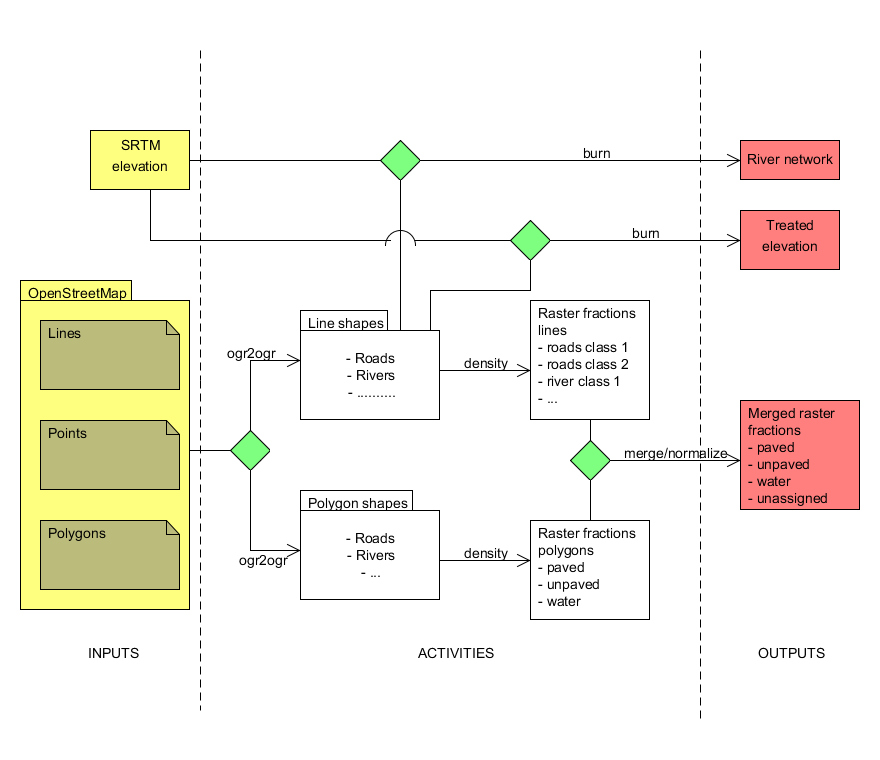 SRTM
elevation
burn
River network
burn
Treated
elevation
OpenStreetMap
Lines
Points
Polygons
ogr2ogr
ogr2ogr
Line shapes
- Roads
- Rivers
- ..........
density
Raster fractions
lines
- roads class 1
- roads class 2
- river class 1
- ...
merge/normalize
Merged raster
fractions
- paved
- unpaved
- water
- unassigned
Polygon shapes
- Roads
- Rivers
- ...
density
Raster fractions
polygons
- paved
- unpaved
- water
INPUTS
ACTIVITIES
OUTPUTS